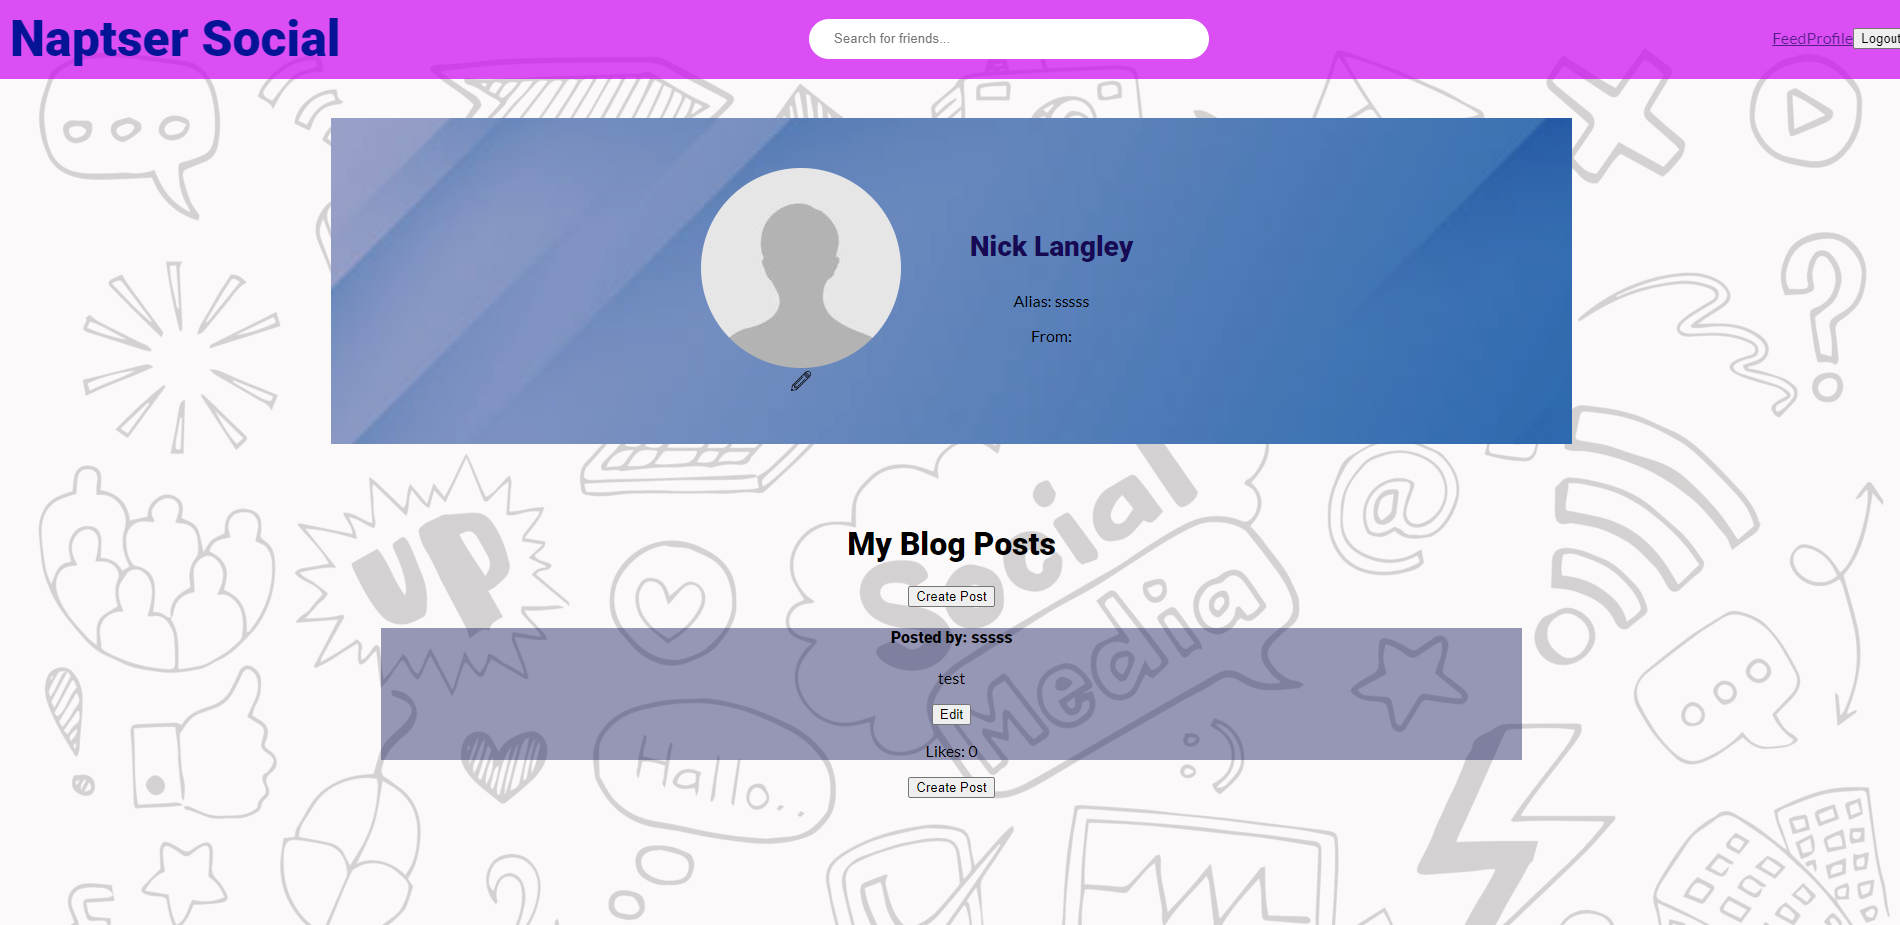 Naptser Social
Search for friends...
FeedProfile Logout
Nick Langley
Alias: sssss
From:
UP
Social
Media
My Blog Posts
Create Post
Posted by: sssss
test
Edit
Likes: 0
Hallo..
:)
Create Post